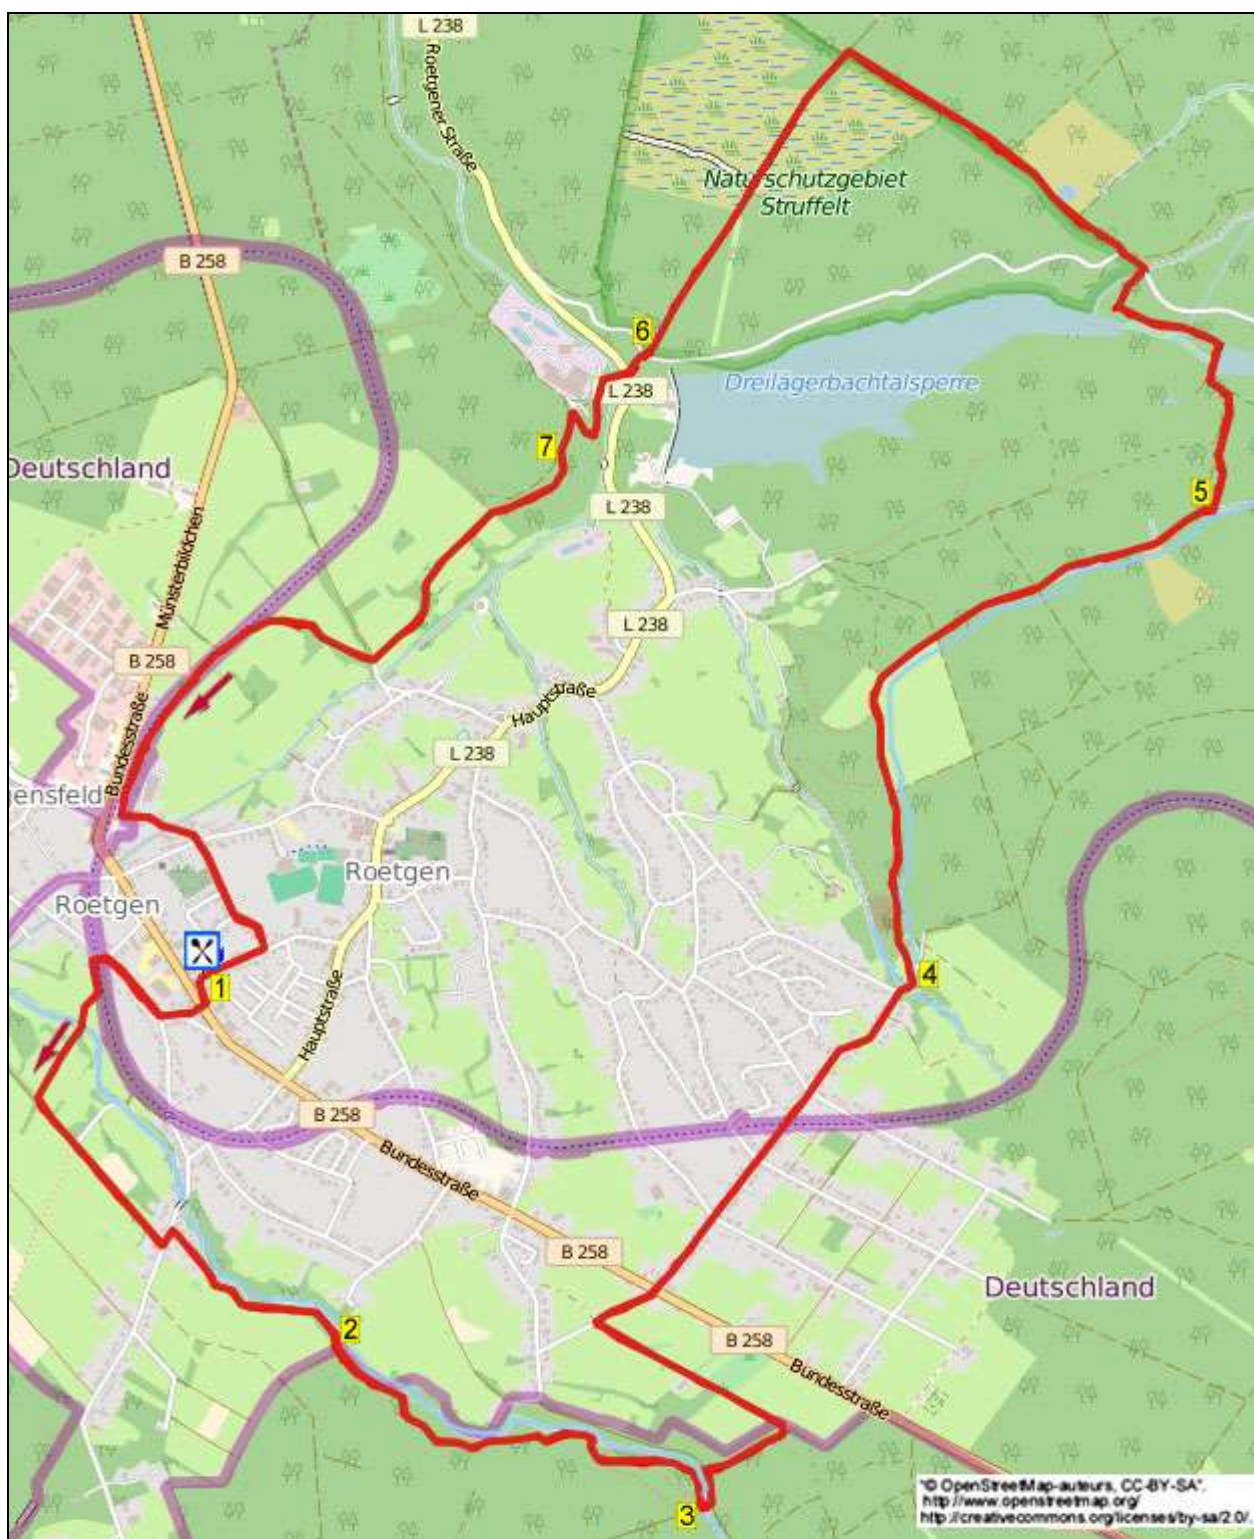 L 238
Roetgener Straße
Naturschutzgebiet
Struffelt
B 258
6
L 238
Dreilägerbachtalsperre
7
Deutschland
5
L 238
Münsterbildchen
L 238
B 258
Hauptstraße
Bundesstraße
L 238
gensfeld
Roetgen
Roetgen
4
1
Hauptstraße
B 258
Bundesstraße
B 258
Deutschland
2
B 258
Bundesstraße
3
"© OpenStreetMap-auteurs, CC-BY-SA".
http://www.openstreetmap.org/
http://creativecommons.org/licenses/by-sa/2.0/.